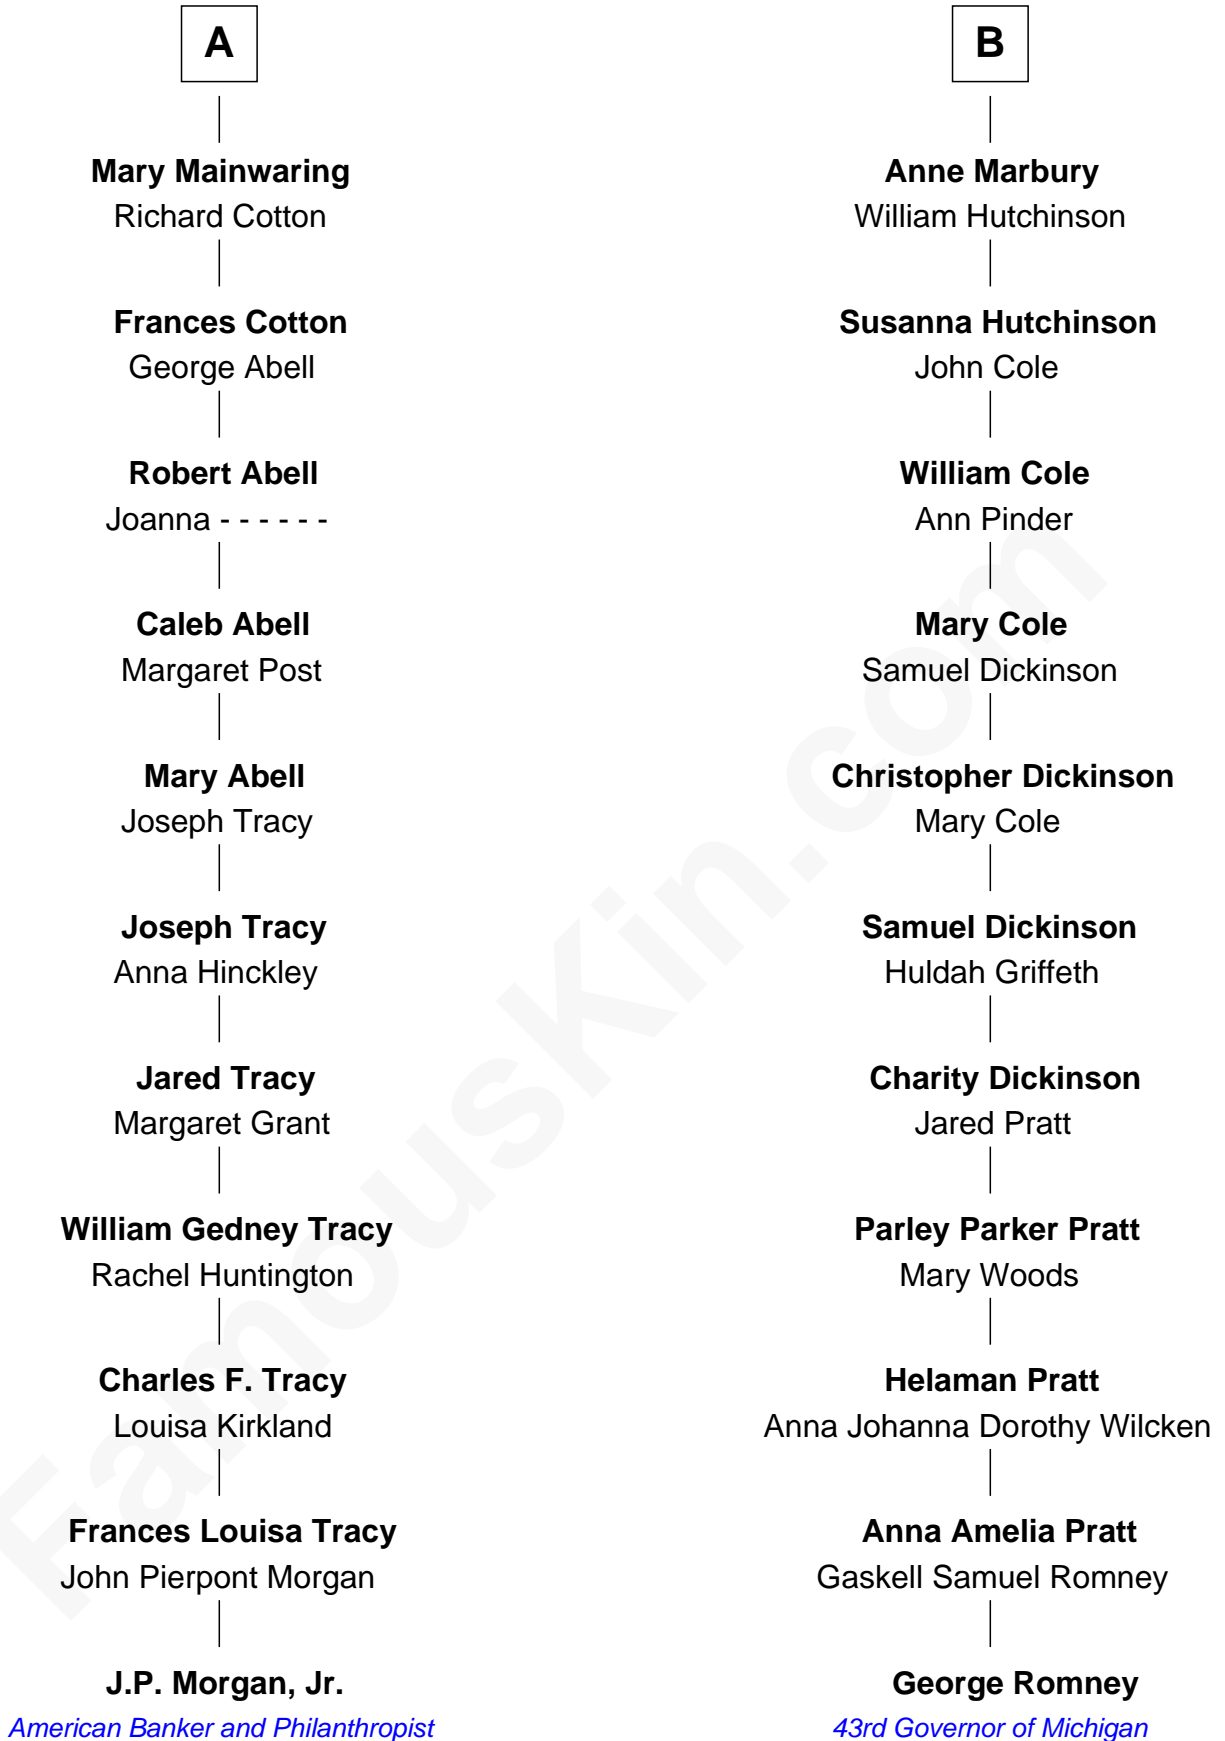 A
Mary Mainwaring
Richard Cotton
Frances Cotton
George Abell
Robert Abell
Joanna - - - - - -
Caleb Abell
Margaret Post
Mary Abell
Joseph Tracy
Joseph Tracy
Anna Hinckley
Jared Tracy
Margaret Grant
William Gedney Tracy
Rachel Huntington
Charles F. Tracy
Louisa Kirkland
Frances Louisa Tracy
John Pierpont Morgan
J.P. Morgan, Jr.
American Banker and Philanthropist
B
Anne Marbury
William Hutchinson
Susanna Hutchinson
John Cole
William Cole
Ann Pinder
Mary Cole
Samuel Dickinson
Christopher Dickinson
Mary Cole
Samuel Dickinson
Huldah Griffeth
Charity Dickinson
Jared Pratt
Parley Parker Pratt
Mary Woods
Helaman Pratt
Anna Johanna Dorothy Wilcken
Anna Amelia Pratt
Gaskell Samuel Romney
George Romney
43rd Governor of Michigan
FamousKin.com